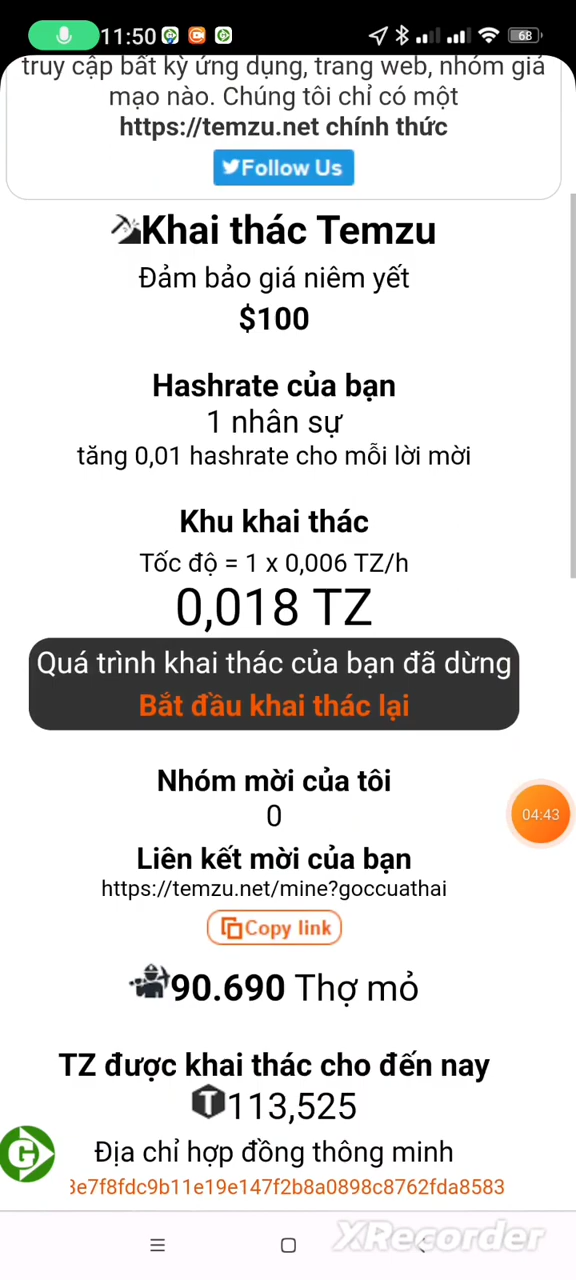 11:50
68
truy cập bất kỳ ứng dụng, trang web, nhóm giả
mạo nào. Chúng tôi chỉ có một
https://temzu.net chính thức
Follow Us
Khai thác Temzu
Đảm bảo giá niêm yết
$100
Hashrate của bạn
1 nhân sự
tăng 0,01 hashrate cho mỗi lời mời
Khu khai thác
Tốc độ = 1 x 0,006 TZ/h
0,018 TZ
Quá trình khai thác của bạn đã dừng
Bắt đầu khai thác lại
Nhóm mời của tôi
0
04:43
Liên kết mời của bạn
https://temzu.net/mine?goccuathai
Copy link
90.690 Thợ mỏ
TZ được khai thác cho đến nay
T 113,525
G
Địa chỉ hợp đồng thông minh
3e7f8fdc9b11e19e147f2b8a0898c8762fda8583
XRecorder